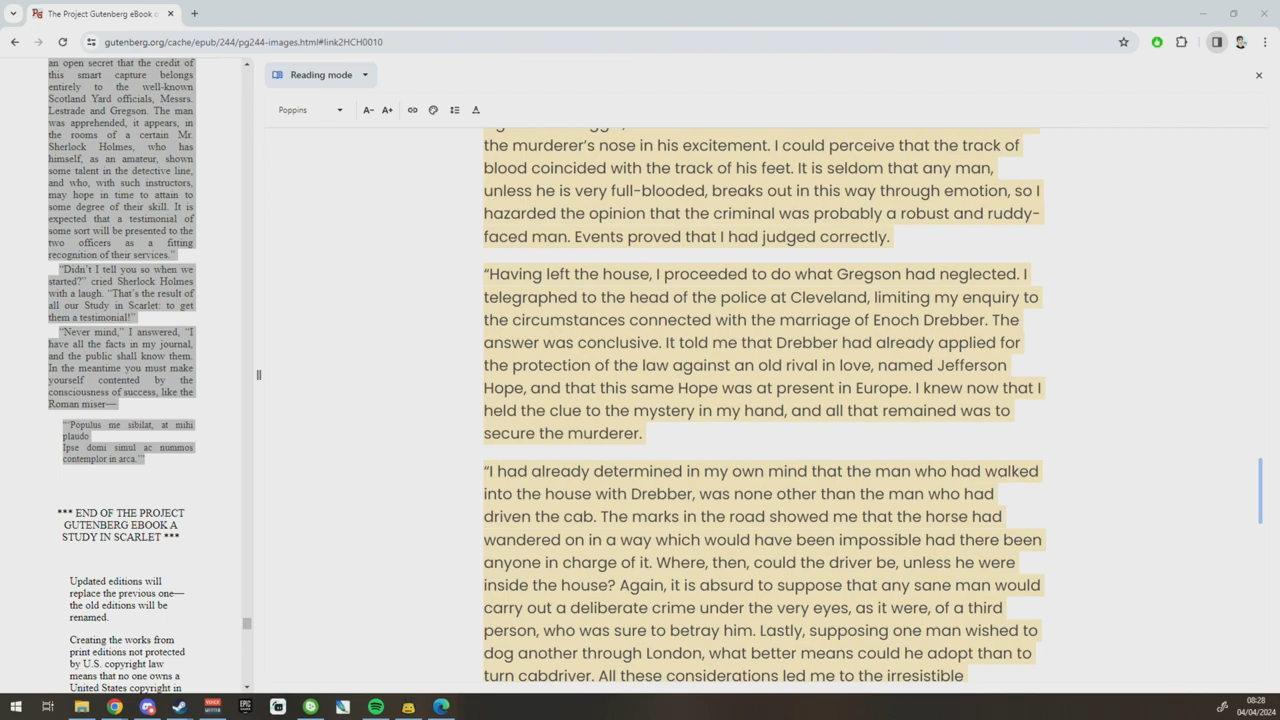 The Project Gutenberg eBook o
gutenberg.org/cache/epub/244/pg244-images.html#link2HCH0010
an open secret that the credit of
this smart capture belongs
entirely to the well-known
Scotland Yard officials, Messrs.
Lestrade and Gregson. The man
was apprehended, it appears, in
the rooms of a certain Mr.
Sherlock Holmes, who has
himself, as an amateur, shown
some talent in the detective line,
and who, with such instructors,
may hope in time to attain to
some degree of their skill. It is
expected that a testimonial of
some sort will be presented to the
two officers as a fitting
recognition of their services.”
“Didn’t I tell you so when we
started?” cried Sherlock Holmes
with a laugh. “That’s the result of
all our Study in Scarlet: to get
them a testimonial!”
“Never mind,” I answered, “I
have all the facts in my journal,
and the public shall know them.
In the meantime you must make
yourself contented by the
consciousness of success, like the
Roman miser—
“‘Populus me sibilat, at mihi
plaudo
Ipse domi simul ac nummos
contemplor in arca.’”
*** END OF THE PROJECT
GUTENBERG EBOOK A
STUDY IN SCARLET ***
Updated editions will
replace the previous one—
the old editions will be
renamed.
Creating the works from
print editions not protected
by U.S. copyright law
means that no one owns a
United States copyright in
Reading mode
Poppins
A- A+
the murderer’s nose in his excitement. I could perceive that the track of
blood coincided with the track of his feet. It is seldom that any man,
unless he is very full-blooded, breaks out in this way through emotion, so I
hazarded the opinion that the criminal was probably a robust and ruddy-
faced man. Events proved that I had judged correctly.
“Having left the house, I proceeded to do what Gregson had neglected. I
telegraphed to the head of the police at Cleveland, limiting my enquiry to
the circumstances connected with the marriage of Enoch Drebber. The
answer was conclusive. It told me that Drebber had already applied for
the protection of the law against an old rival in love, named Jefferson
Hope, and that this same Hope was at present in Europe. I knew now that I
held the clue to the mystery in my hand, and all that remained was to
secure the murderer.
“I had already determined in my own mind that the man who had walked
into the house with Drebber, was none other than the man who had
driven the cab. The marks in the road showed me that the horse had
wandered on in a way which would have been impossible had there been
anyone in charge of it. Where, then, could the driver be, unless he were
inside the house? Again, it is absurd to suppose that any sane man would
carry out a deliberate crime under the very eyes, as it were, of a third
person, who was sure to betray him. Lastly, supposing one man wished to
dog another through London, what better means could he adopt than to
turn cabdriver. All these considerations led me to the irresistible
EPIC
08:28
04/04/2024